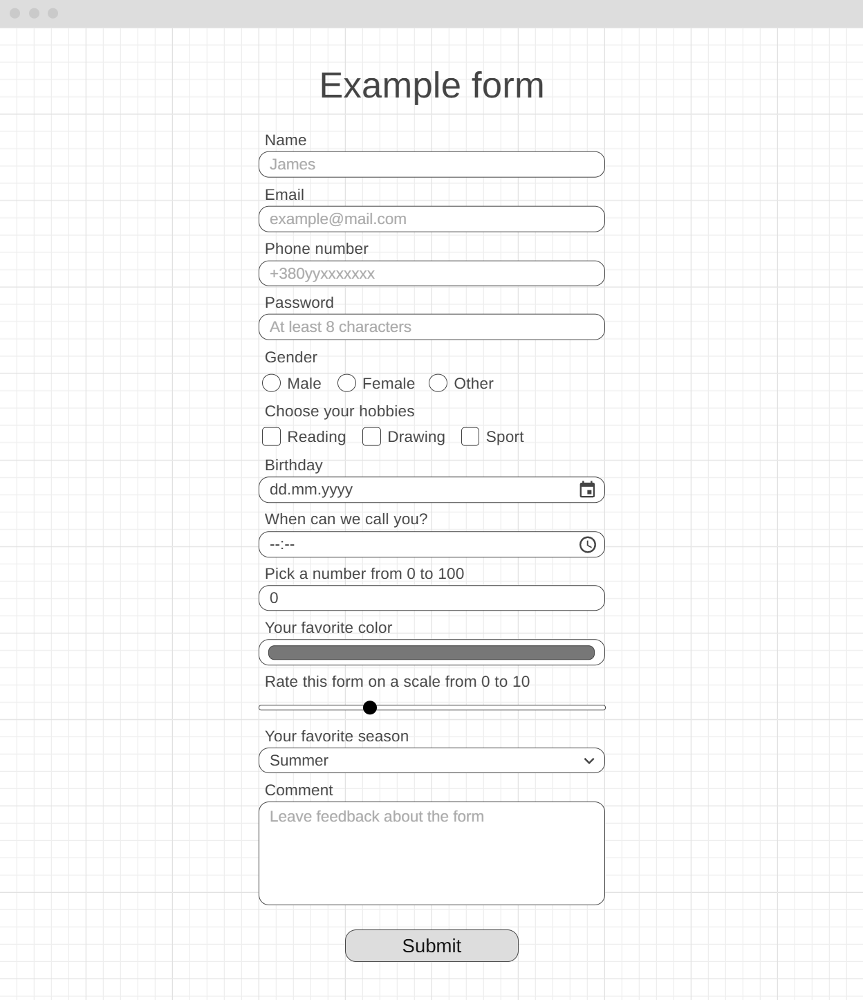 Example form
Name
James
Email
example@mail.com
Phone number
+380yyxxxxxxx
Password
At least 8 characters
Gender
Male Female Other
Choose your hobbies
Reading Drawing Sport
Birthday
dd.mm.yyyy
When can we call you?
--:--
Pick a number from 0 to 100
0
Your favorite color
Rate this form on a scale from 0 to 10
Your favorite season
Summer
Comment
Leave feedback about the form
Submit